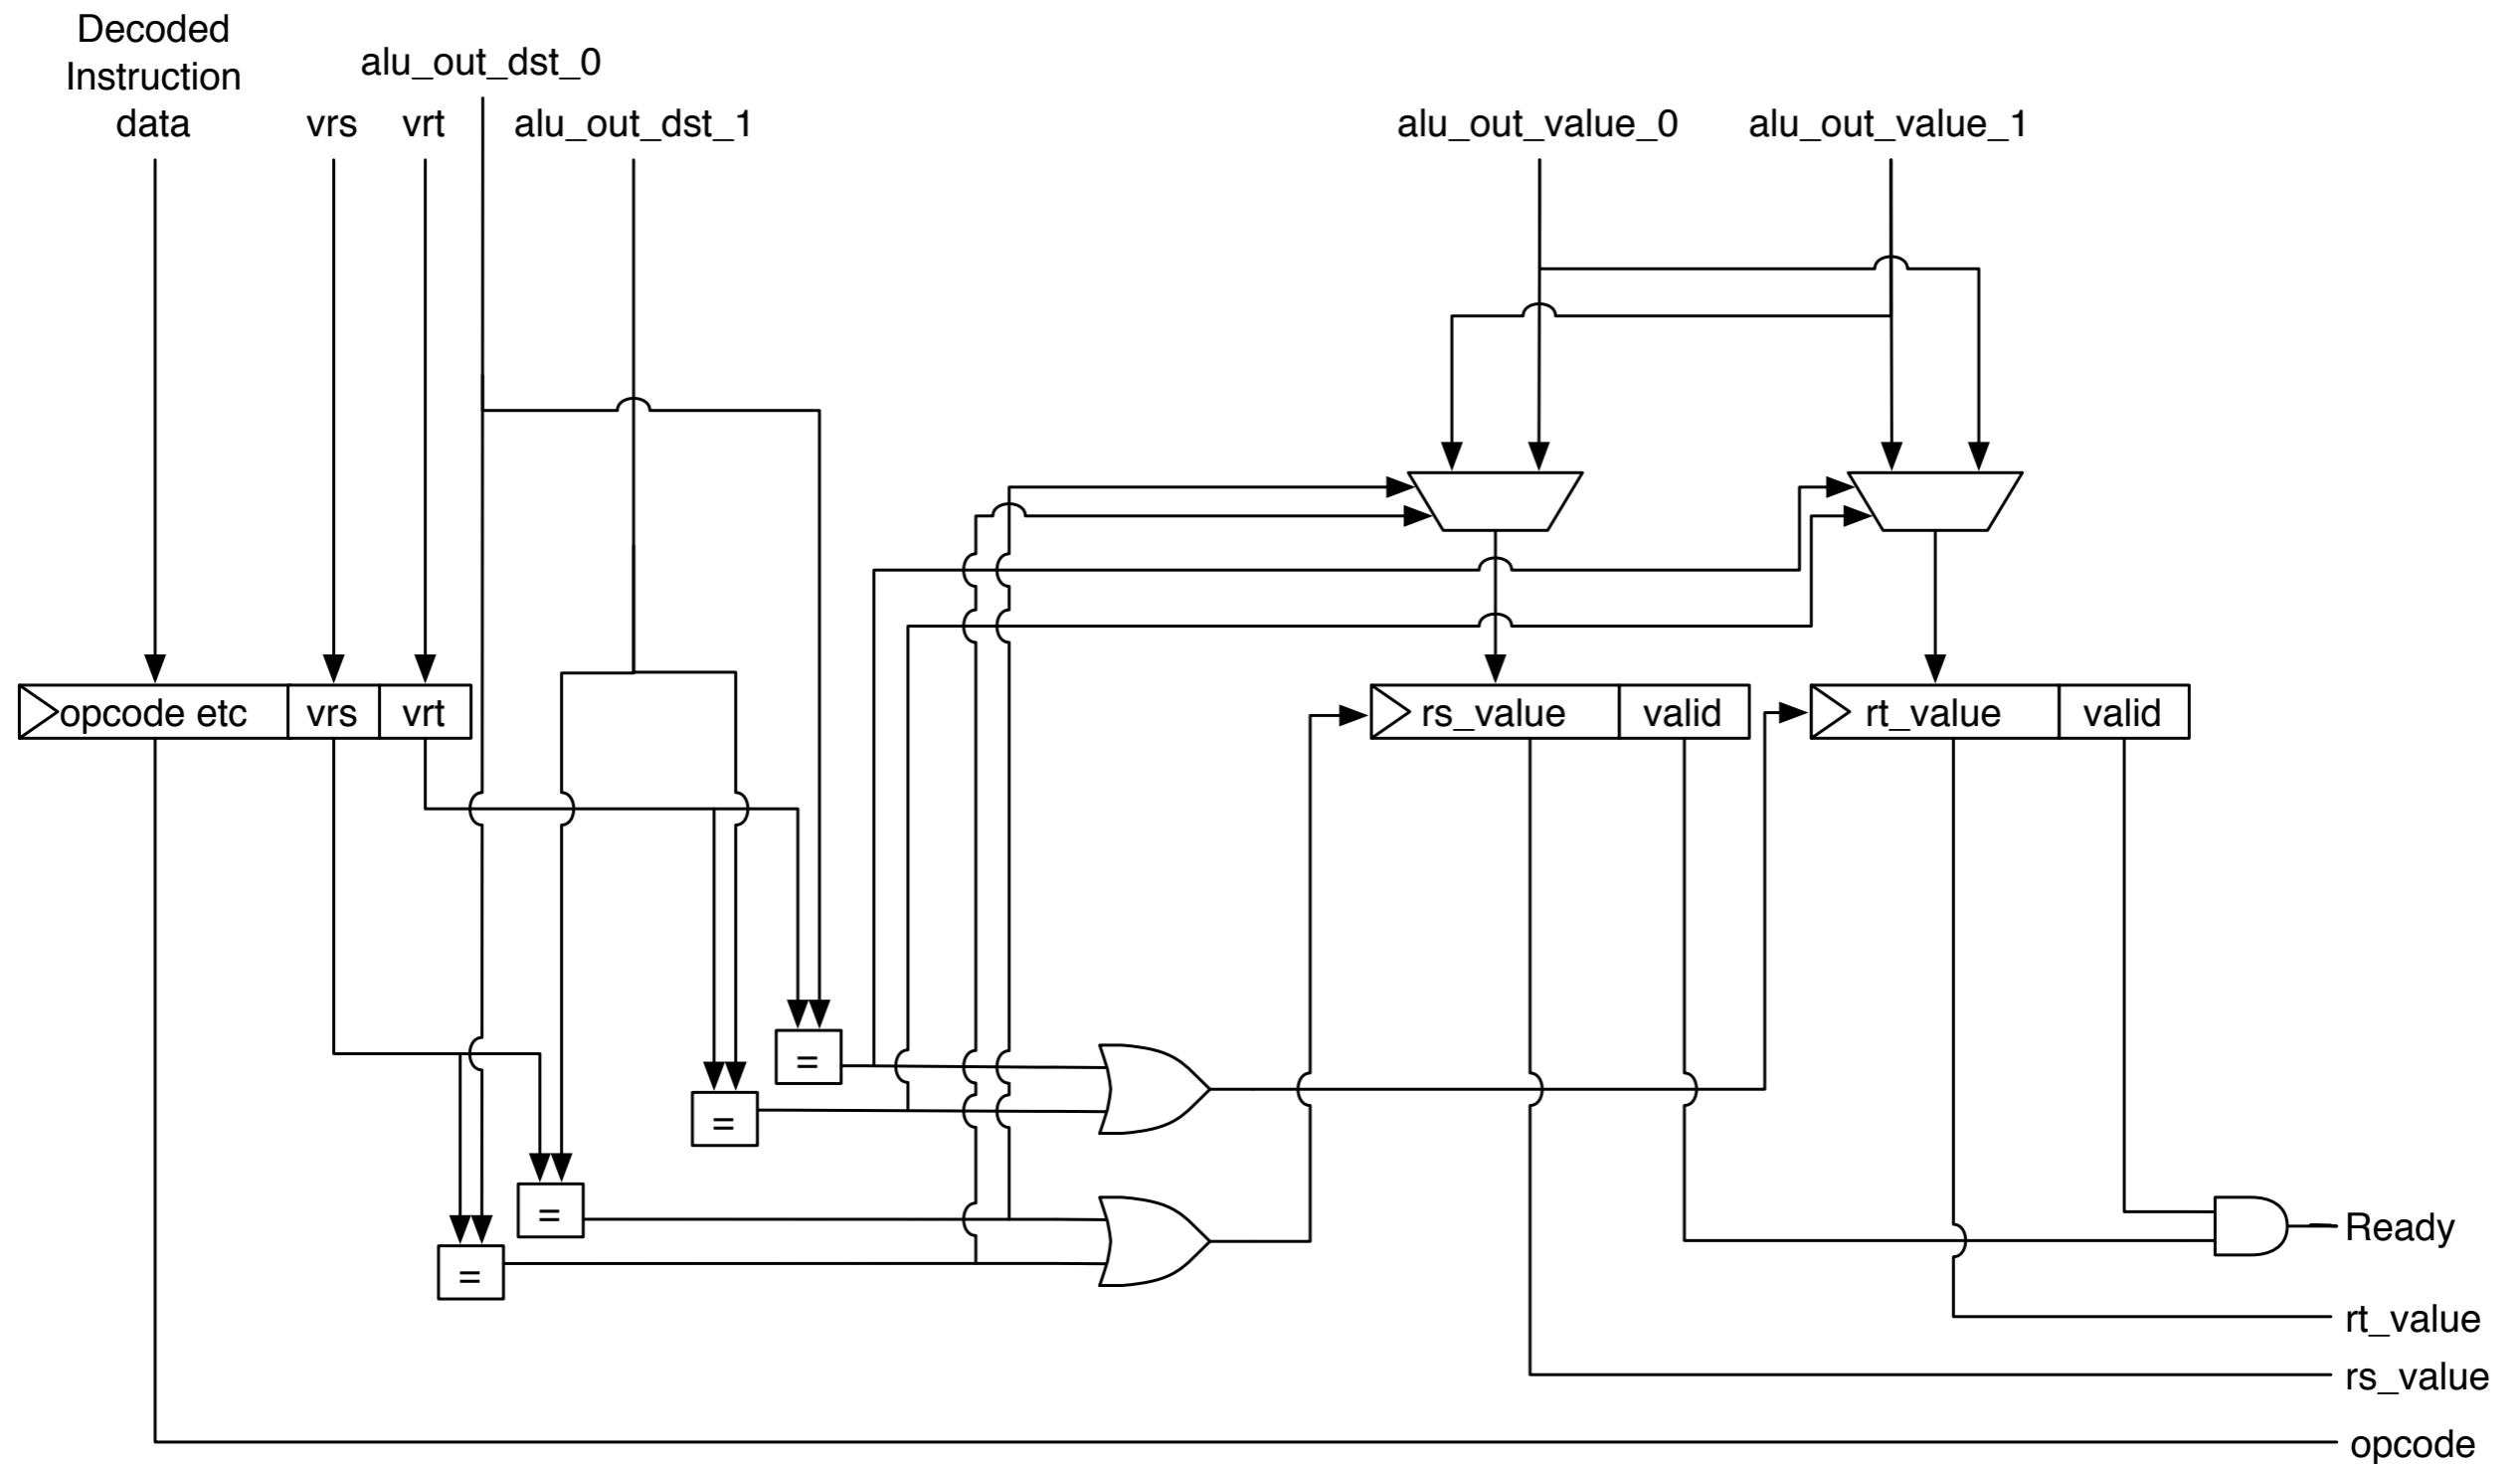 Decoded
Instruction
data
vrs
vrt
alu_out_dst_0
alu_out_dst_1
alu_out_value_0
alu_out_value_1
opcode etc
vrs
vrt
rs_value
valid
rt_value
valid
=
=
=
=
Ready
rt_value
rs_value
opcode